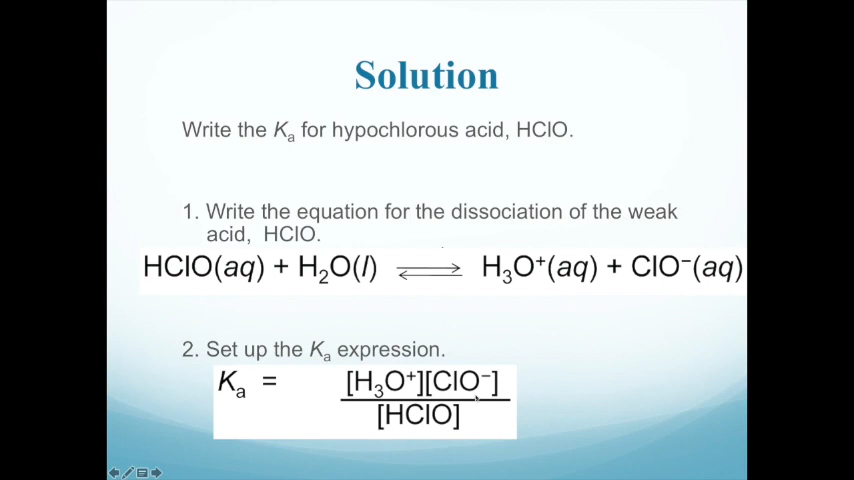 Solution
Write the Kₐ for hypochlorous acid, HClO.
1. Write the equation for the dissociation of the weak
acid, HClO.
HClO(aq) + H₂O(l) ⇌ H₃O⁺(aq) + ClO⁻(aq)
2. Set up the Kₐ expression.
Kₐ = [H₃O⁺][ClO⁻]
[HClO]